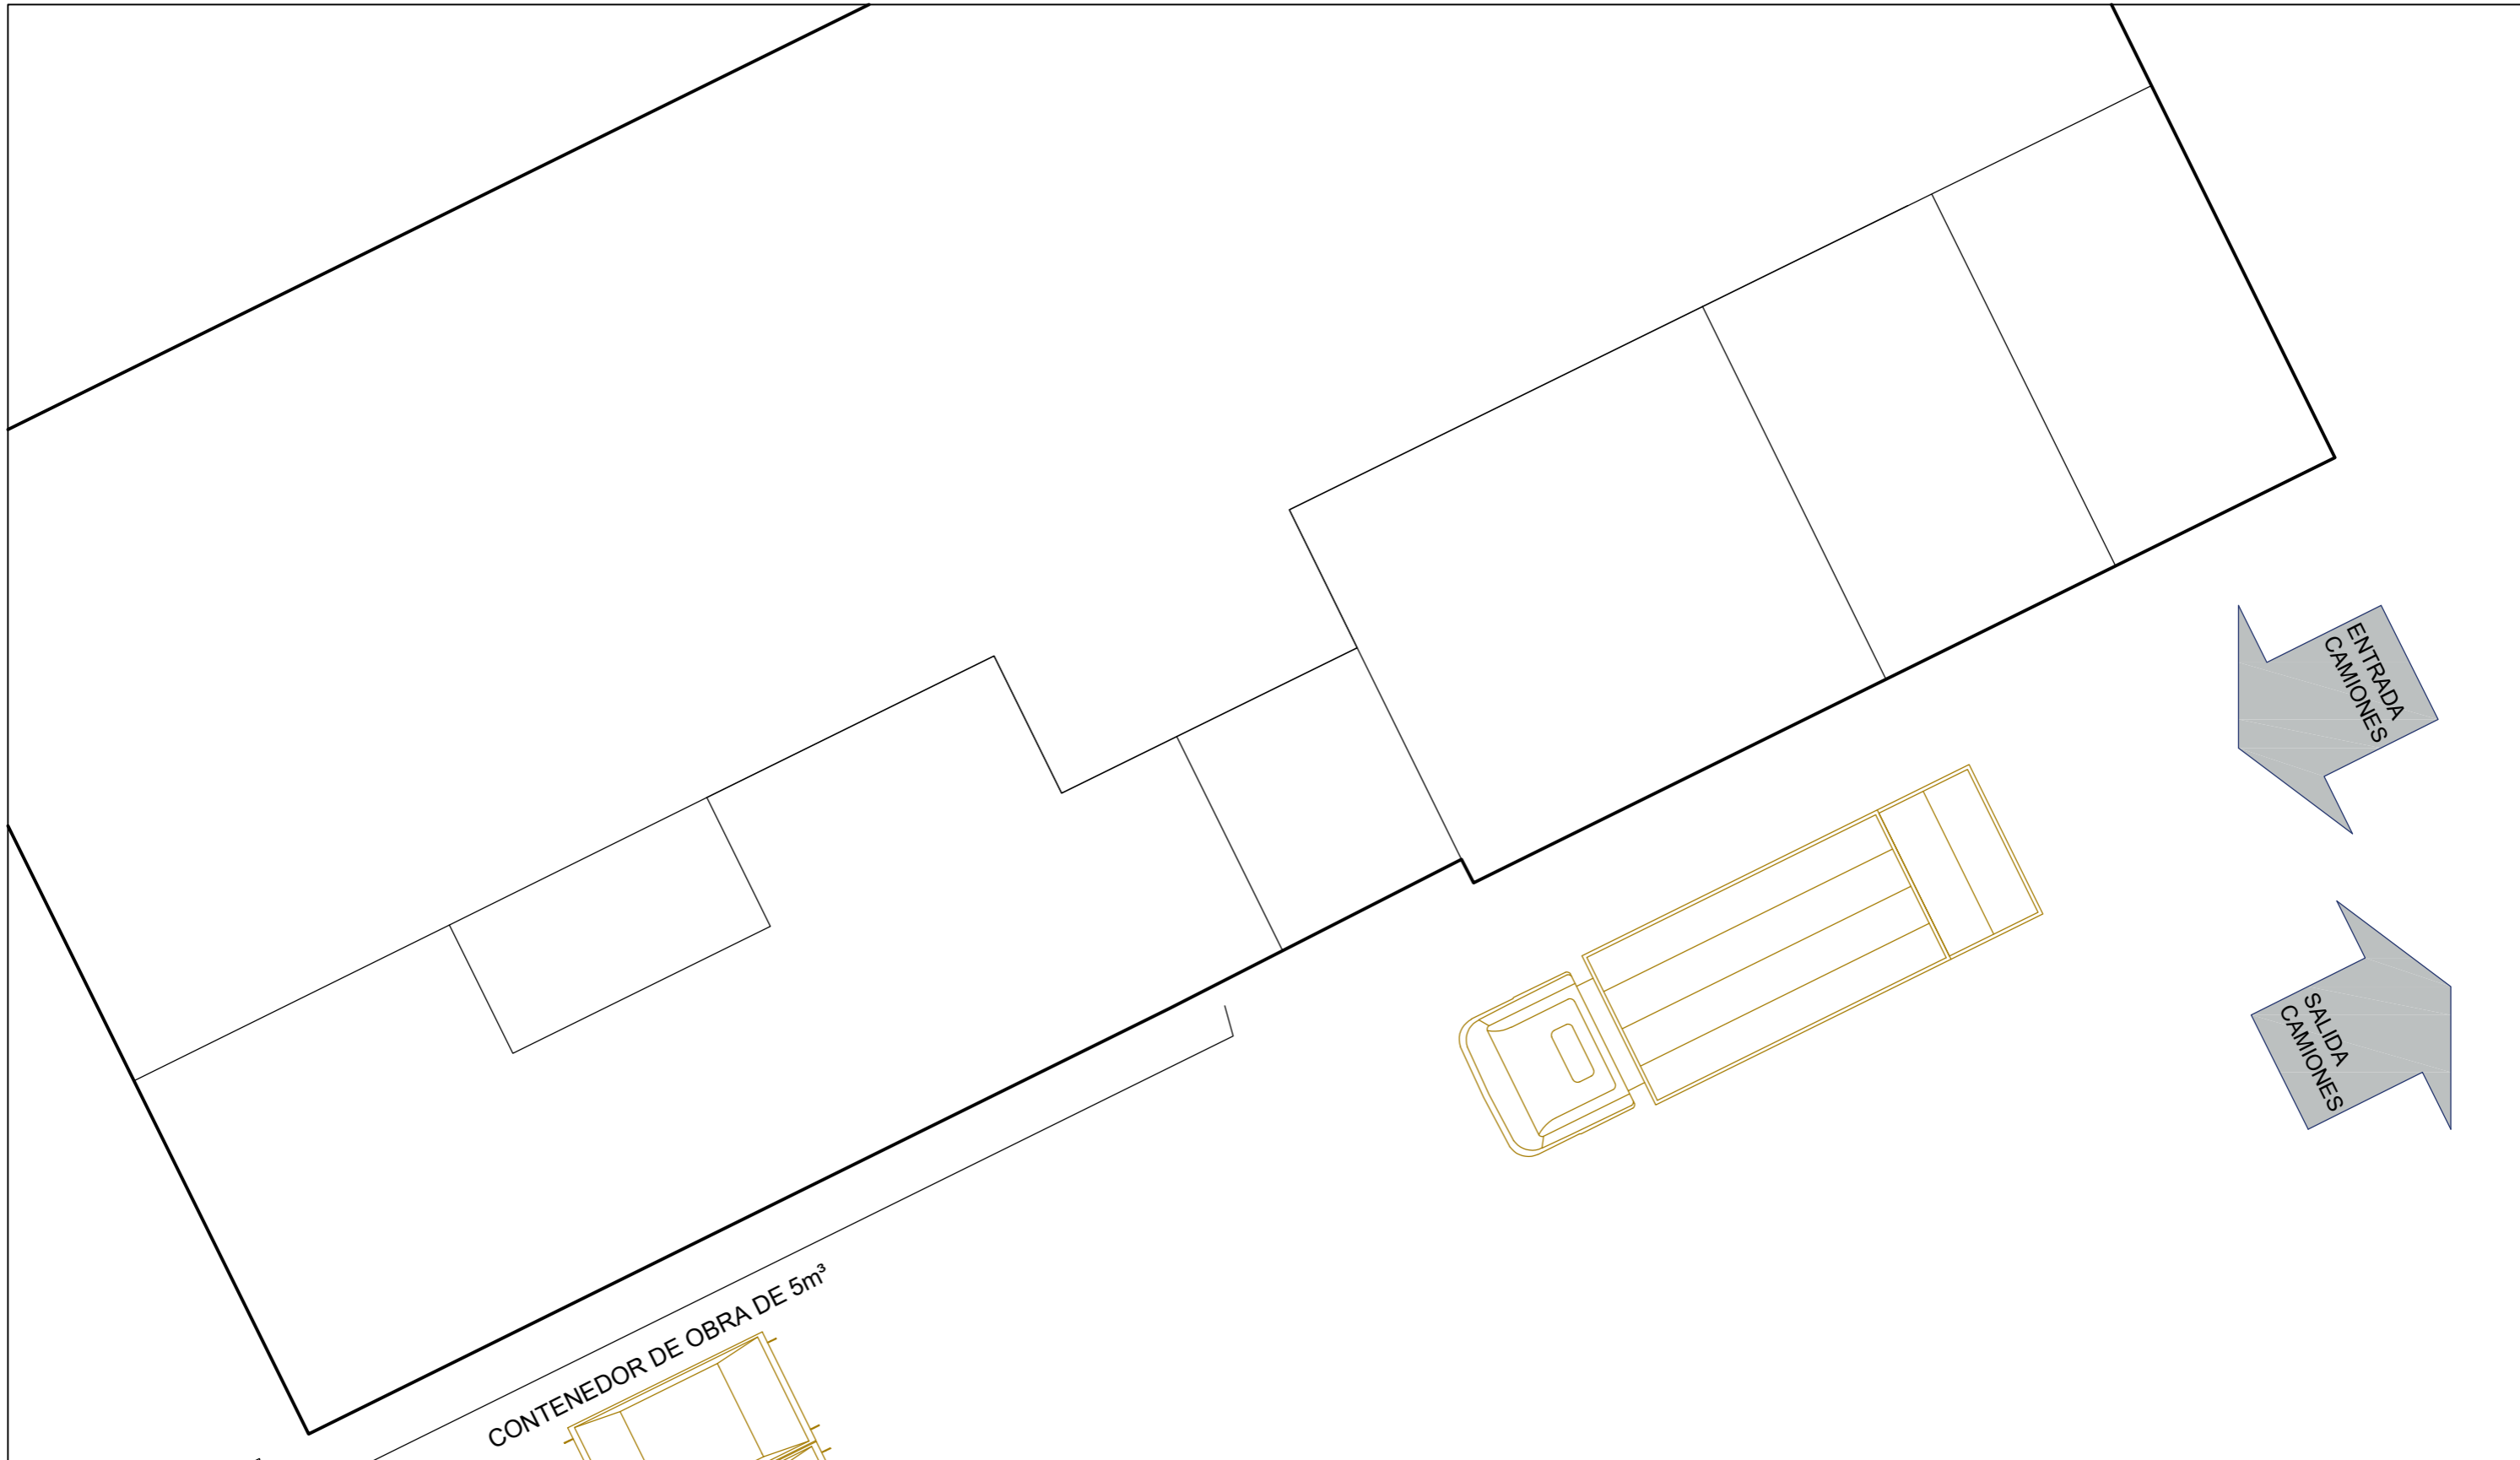 ENTRADA
CAMIONES
SALIDA
CAMIONES
CONTENEDOR DE OBRA DE 5m³